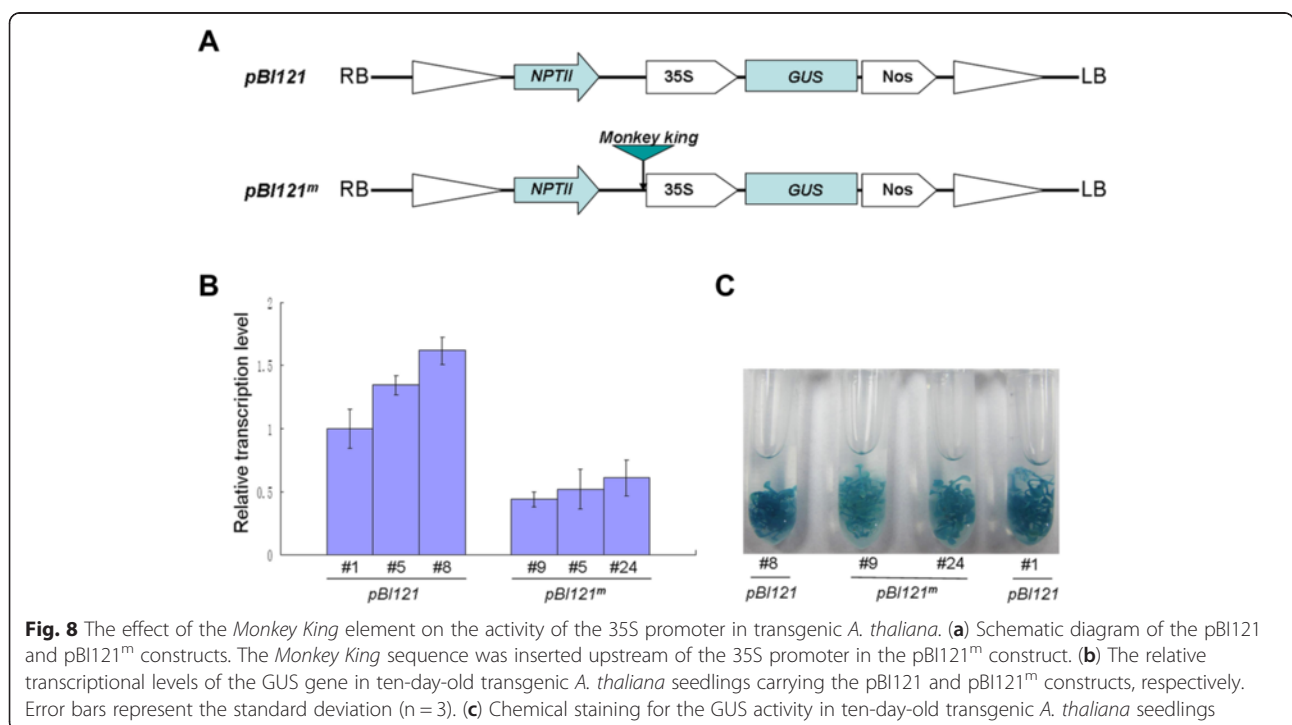 A
pBI121 RB NPTII 35S GUS Nos LB
Monkey king
pBI121ᵐ RB NPTII 35S GUS Nos LB
B
Relative transcription level
2
1.5
1
0.5
0
#1 #5 #8 #9 #5 #24
pBI121 pBI121ᵐ
C
#8 #9 #24 #1
pBI121 pBI121ᵐ pBI121
Fig. 8 The effect of the Monkey King element on the activity of the 35S promoter in transgenic A. thaliana. (a) Schematic diagram of the pBI121
and pBI121ᵐ constructs. The Monkey King sequence was inserted upstream of the 35S promoter in the pBI121ᵐ construct. (b) The relative
transcriptional levels of the GUS gene in ten-day-old transgenic A. thaliana seedlings carrying the pBI121 and pBI121ᵐ constructs, respectively.
Error bars represent the standard deviation (n = 3). (c) Chemical staining for the GUS activity in ten-day-old transgenic A. thaliana seedlings